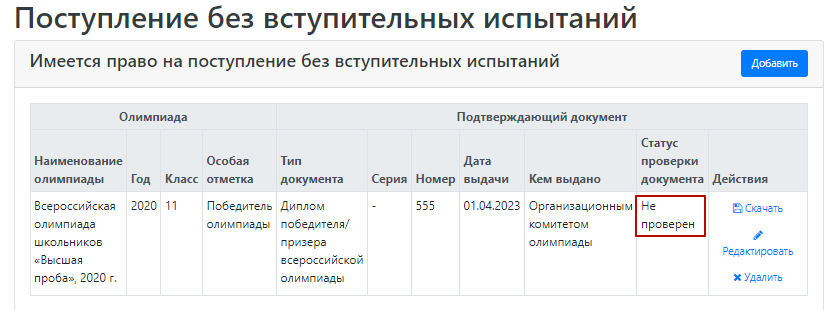 Поступление без вступительных испытаний
Имеется право на поступление без вступительных испытаний
Добавить
Олимпиада
Подтверждающий документ
Наименование олимпиады
Год
Класс
Особая отметка
Тип документа
Серия
Номер
Дата выдачи
Кем выдано
Статус проверки документа
Действия
Всероссийская олимпиада школьников «Высшая проба», 2020 г.
2020
11
Победитель олимпиады
Диплом победителя/ призера всероссийской олимпиады
-
555
01.04.2023
Организационным комитетом олимпиады
Не проверен
Скачать
Редактировать
Удалить